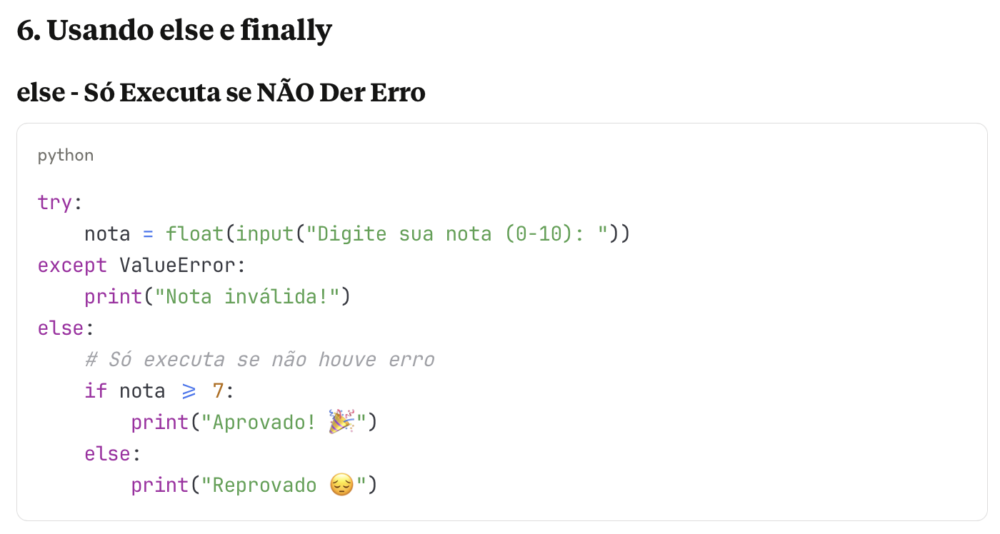 6. Usando else e finally
else - Só Executa se NÃO Der Erro
python
try:
    nota = float(input("Digite sua nota (0-10): "))
except ValueError:
    print("Nota inválida!")
else:
    # Só executa se não houve erro
    if nota >= 7:
        print("Aprovado! 🎉")
    else:
        print("Reprovado 😔")